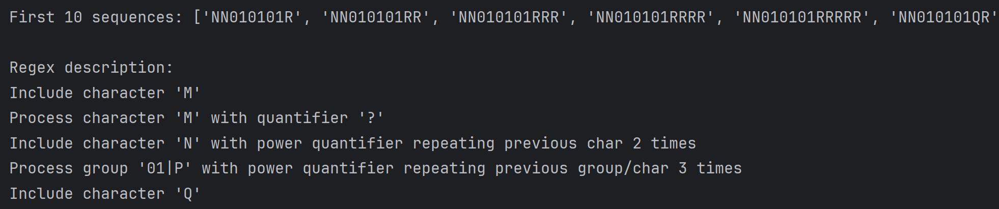 First 10 sequences: ['NN010101R', 'NN010101RR', 'NN010101RRR', 'NN010101RRRR', 'NN010101RRRRR', 'NN010101QR'
Regex description:
Include character 'M'
Process character 'M' with quantifier '?'
Include character 'N' with power quantifier repeating previous char 2 times
Process group '01|P' with power quantifier repeating previous group/char 3 times
Include character 'Q'